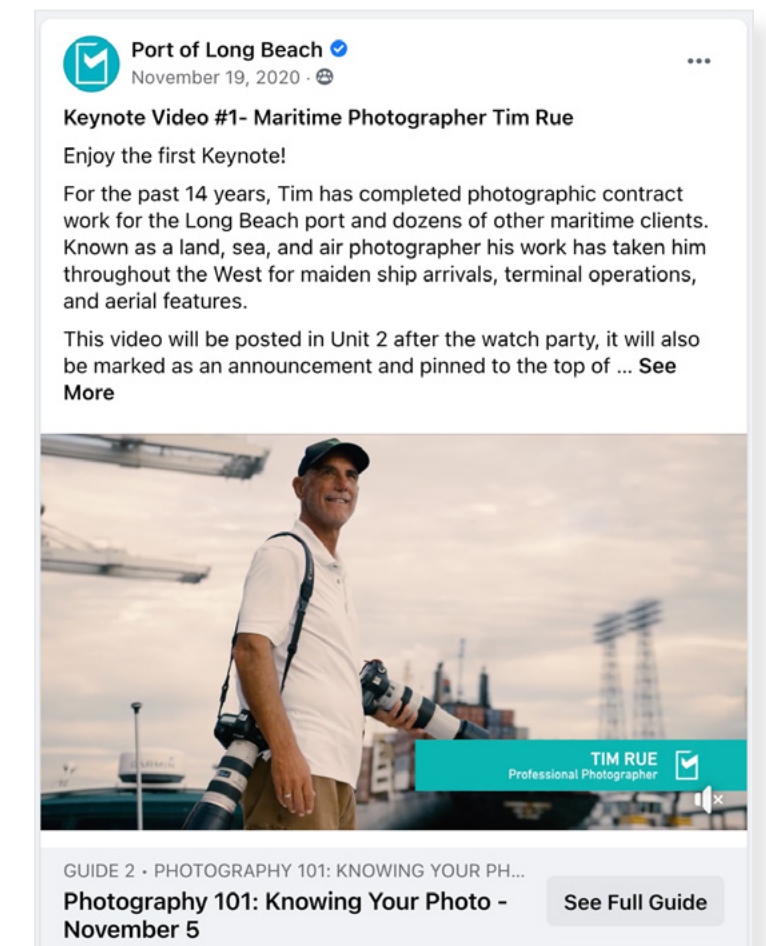 Port of Long Beach
November 19, 2020 ·
Keynote Video #1- Maritime Photographer Tim Rue
Enjoy the first Keynote!
For the past 14 years, Tim has completed photographic contract
work for the Long Beach port and dozens of other maritime clients.
Known as a land, sea, and air photographer his work has taken him
throughout the West for maiden ship arrivals, terminal operations,
and aerial features.
This video will be posted in Unit 2 after the watch party, it will also
be marked as an announcement and pinned to the top of ... See
More
GARMIN
TIM RUE
Professional Photographer
GUIDE 2 • PHOTOGRAPHY 101: KNOWING YOUR PH...
Photography 101: Knowing Your Photo -
November 5
See Full Guide